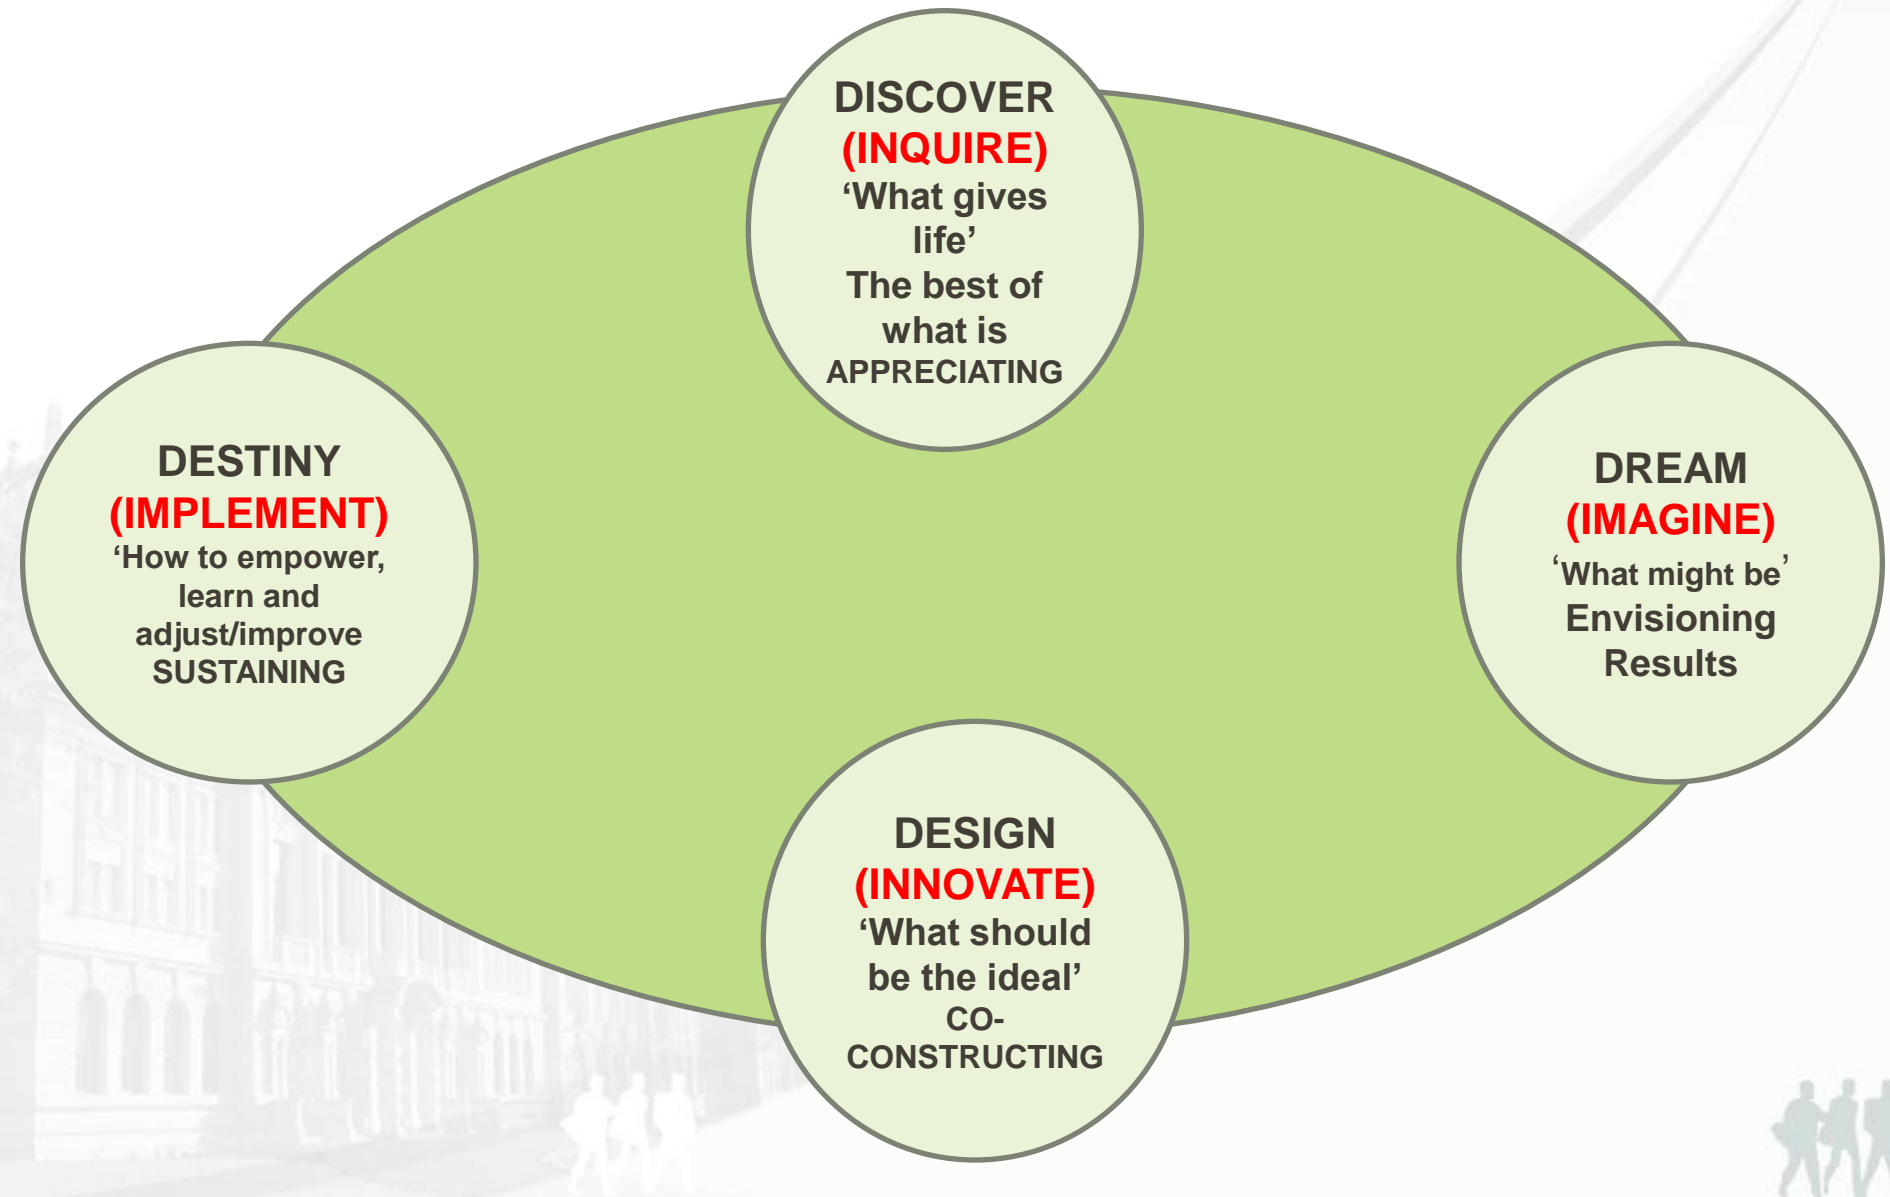 DISCOVER
(INQUIRE)
‘What gives
life’
The best of
what is
APPRECIATING
DREAM
(IMAGINE)
‘What might be’
Envisioning
Results
DESIGN
(INNOVATE)
‘What should
be the ideal’
CO-
CONSTRUCTING
DESTINY
(IMPLEMENT)
‘How to empower,
learn and
adjust/improve
SUSTAINING